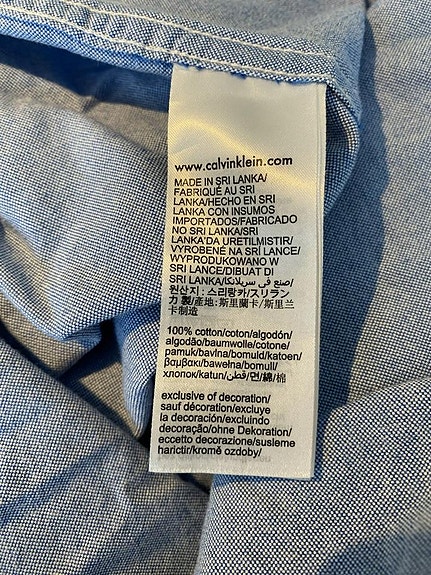 www.calvinklein.com
MADE IN SRI LANKA/
FABRIQUÉ AU SRI
LANKA/HECHO EN SRI
LANKA CON INSUMOS
IMPORTADOS/FABRICADO
NO SRI LANKA/SRI
LANKA'DA URETILMISTIR/
VYROBENÉ NA SRÍ LANCE/
WYPRODUKOWANO W
SRI LANCE/DIBUAT DI
SRI LANKA/صنع في سريلانكا/
원산지 : 스리랑카/スリラン
カ 製/產地:斯里蘭卡/斯里兰
卡制造
100% cotton/coton/algodón/
algodão/baumwolle/cotone/
pamuk/bavlna/bomuld/katoen/
βαμβακι/bawełna/bomull/
хлопок/katun/قطن/면/綿/棉
exclusive of decoration/
sauf décoration/excluye
la decoración/excluindo
decoração/ohne Dekoration/
eccetto decorazione/susleme
harictir/kromě ozdoby/